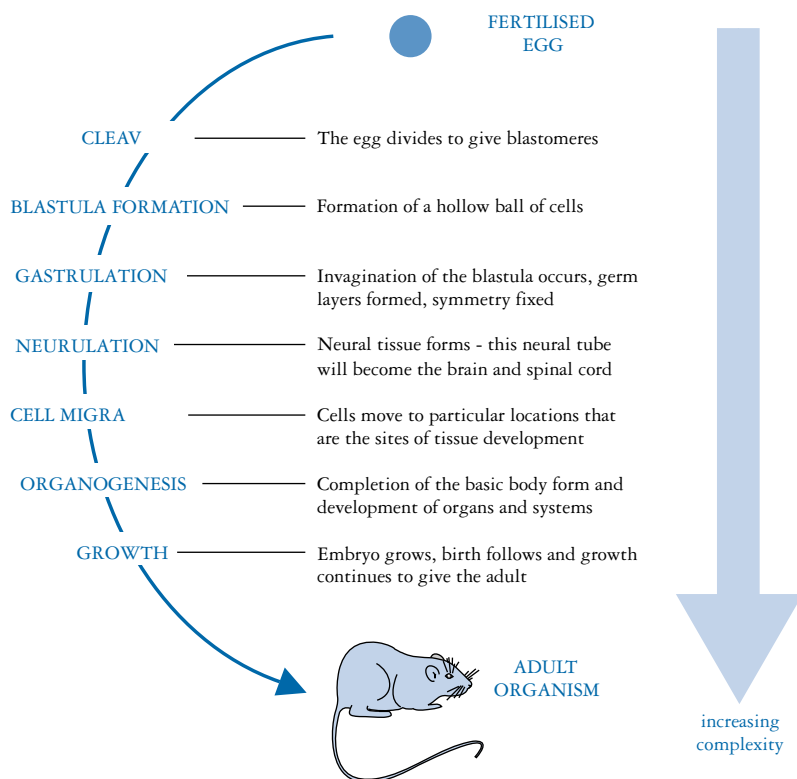 FERTILISED
EGG
CLEAV
The egg divides to give blastomeres
BLASTULA FORMATION
Formation of a hollow ball of cells
GASTRULATION
Invagination of the blastula occurs, germ
layers formed, symmetry fixed
NEURULATION
Neural tissue forms - this neural tube
will become the brain and spinal cord
CELL MIGRA
Cells move to particular locations that
are the sites of tissue development
ORGANOGENESIS
Completion of the basic body form and
development of organs and systems
GROWTH
Embryo grows, birth follows and growth
continues to give the adult
ADULT
ORGANISM
increasing
complexity